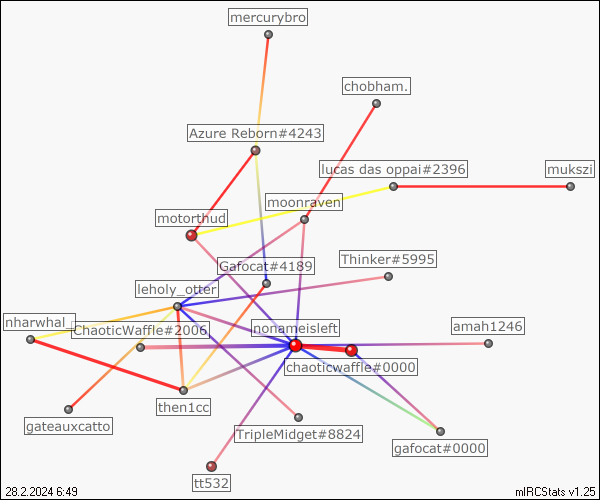 mercurybro
chobham.
Azure Reborn#4243
lucas das oppai#2396
mukszi
moonraven
motorthud
Thinker#5995
Gafocat#4189
leholy_otter
nharwhal_
ChaoticWaffle#2006
nonameisleft
amah1246
chaoticwaffle#0000
then1cc
gateauxcatto
TripleMidget#8824
gafocat#0000
tt532
28.2.2024 6:49
mIRCStats v1.25